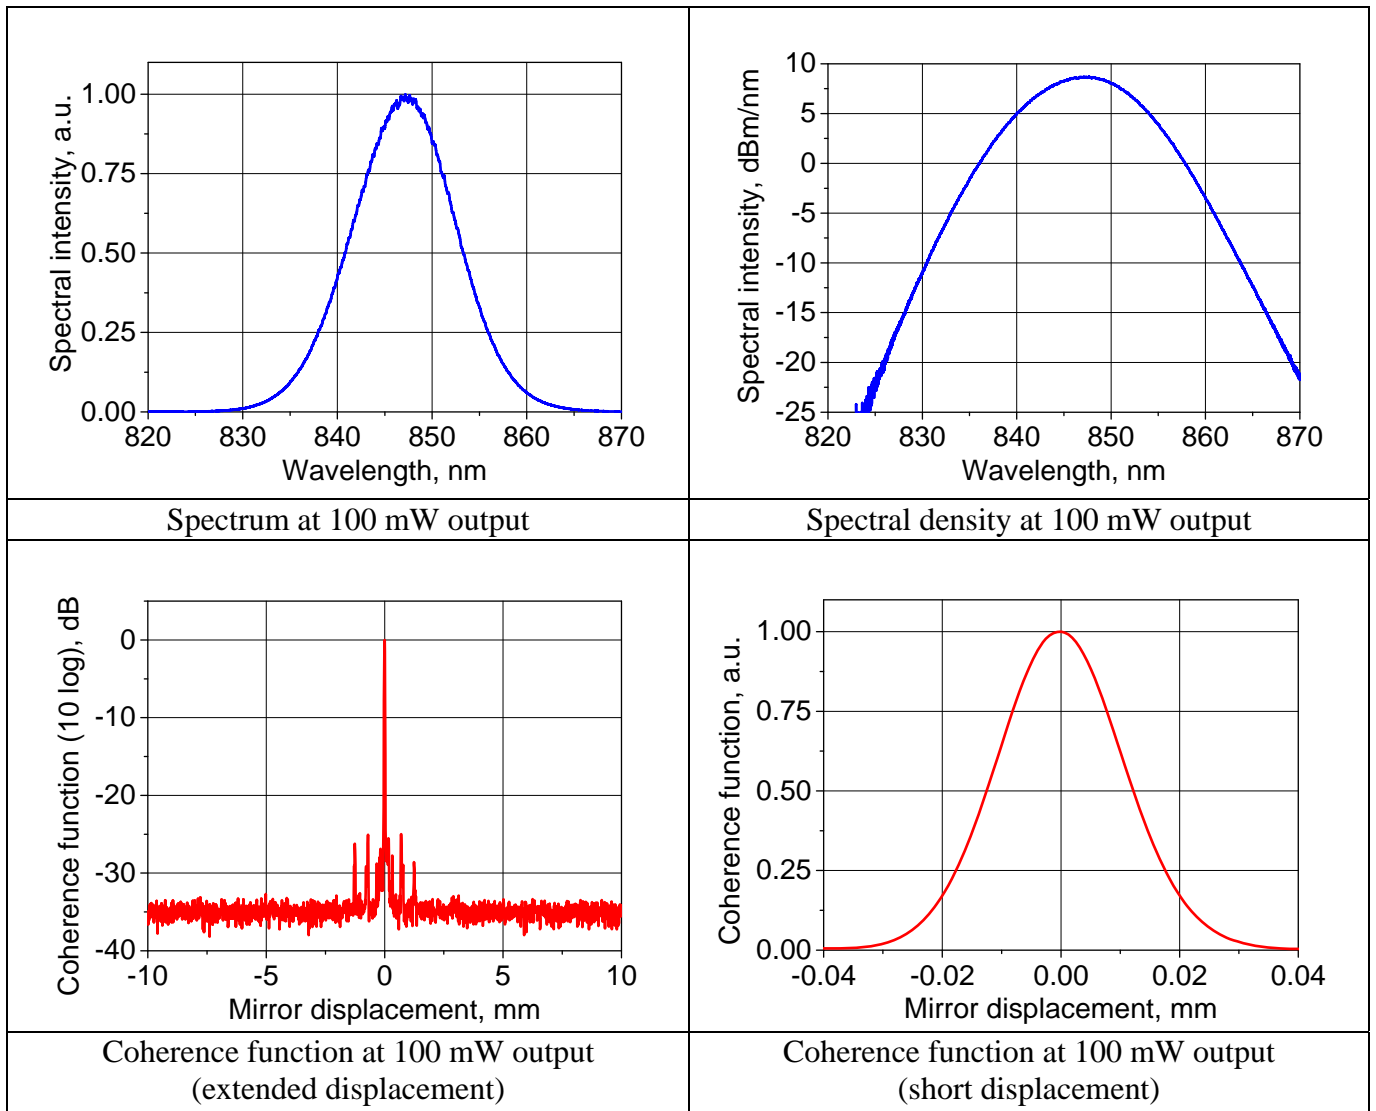 Spectral intensity, a.u.
1.00
0.75
0.50
0.25
0.00
820 830 840 850 860 870
Wavelength, nm
Spectral intensity, dBm/nm
10
5
0
-5
-10
-15
-20
-25
820 830 840 850 860 870
Wavelength, nm
Spectrum at 100 mW output
Spectral density at 100 mW output
Coherence function (10 log), dB
0
-10
-20
-30
-40
-10 -5 0 5 10
Mirror displacement, mm
Coherence function, a.u.
1.00
0.75
0.50
0.25
0.00
-0.04 -0.02 0.00 0.02 0.04
Mirror displacement, mm
Coherence function at 100 mW output
(extended displacement)
Coherence function at 100 mW output
(short displacement)